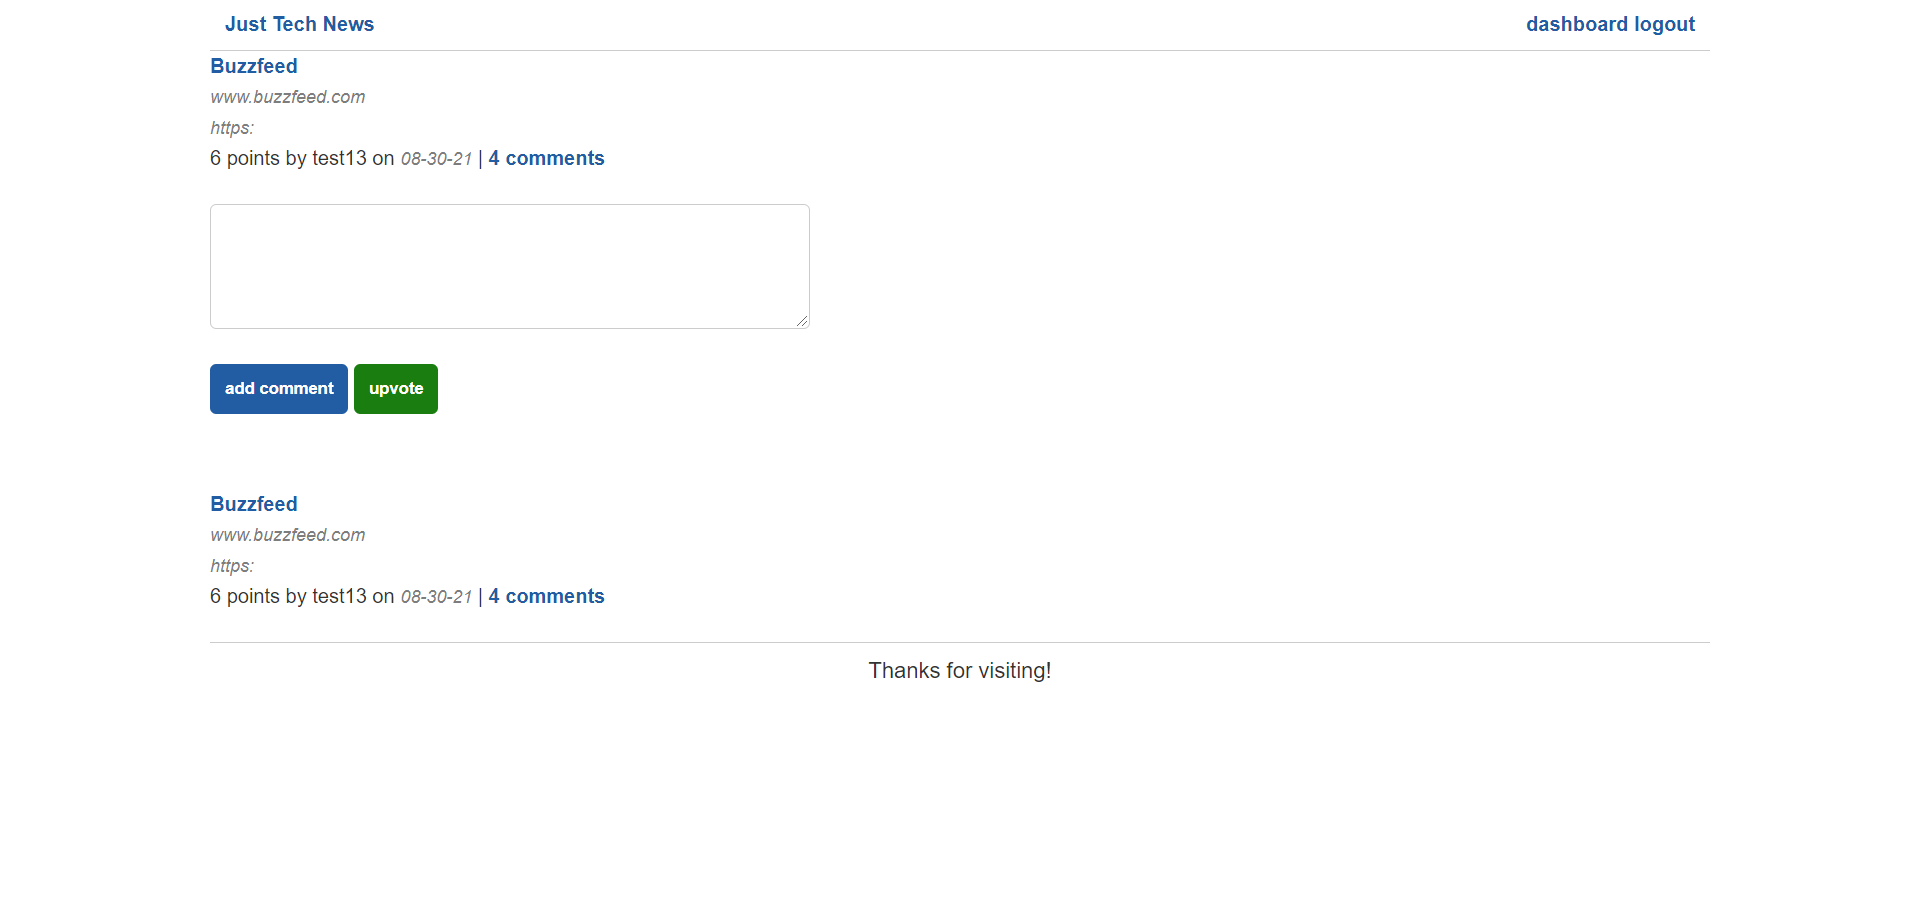 Just Tech News dashboard logout
Buzzfeed
www.buzzfeed.com
https:
6 points by test13 on 08-30-21 | 4 comments
add comment upvote
Buzzfeed
www.buzzfeed.com
https:
6 points by test13 on 08-30-21 | 4 comments
Thanks for visiting!